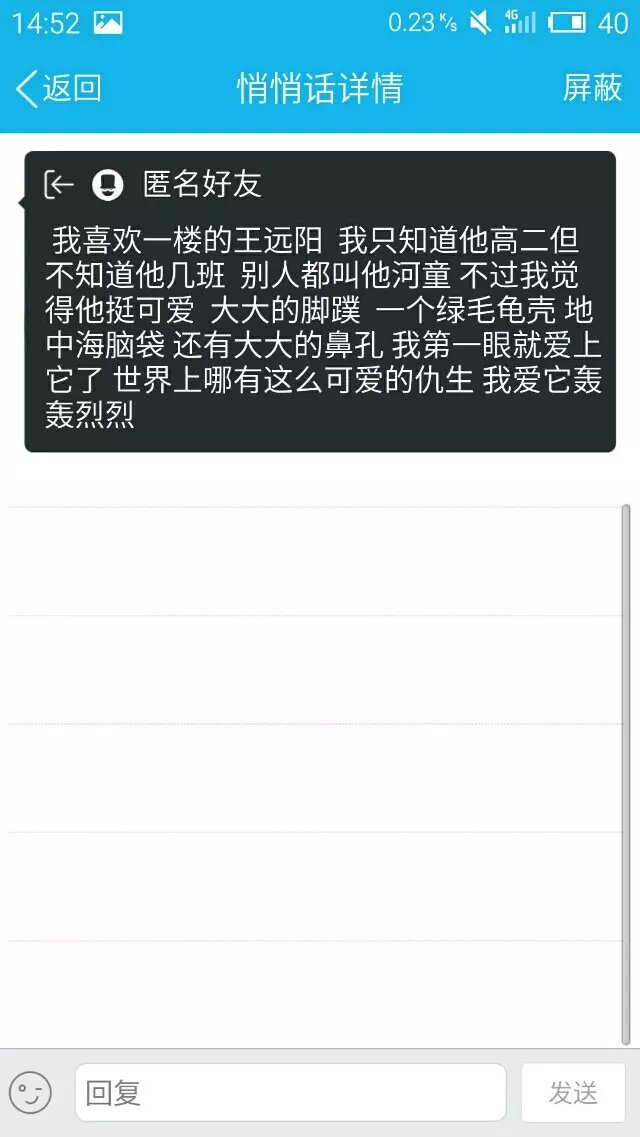 14:52 0.23 K/s 4G 40
返回 悄悄话详情 屏蔽
匿名好友
我喜欢一楼的王远阳 我只知道他高二但
不知道他几班 别人都叫他河童 不过我觉
得他挺可爱 大大的脚蹼 一个绿毛龟壳 地
中海脑袋 还有大大的鼻孔 我第一眼就爱上
它了 世界上哪有这么可爱的仇生 我爱它轰
轰烈烈
回复 发送